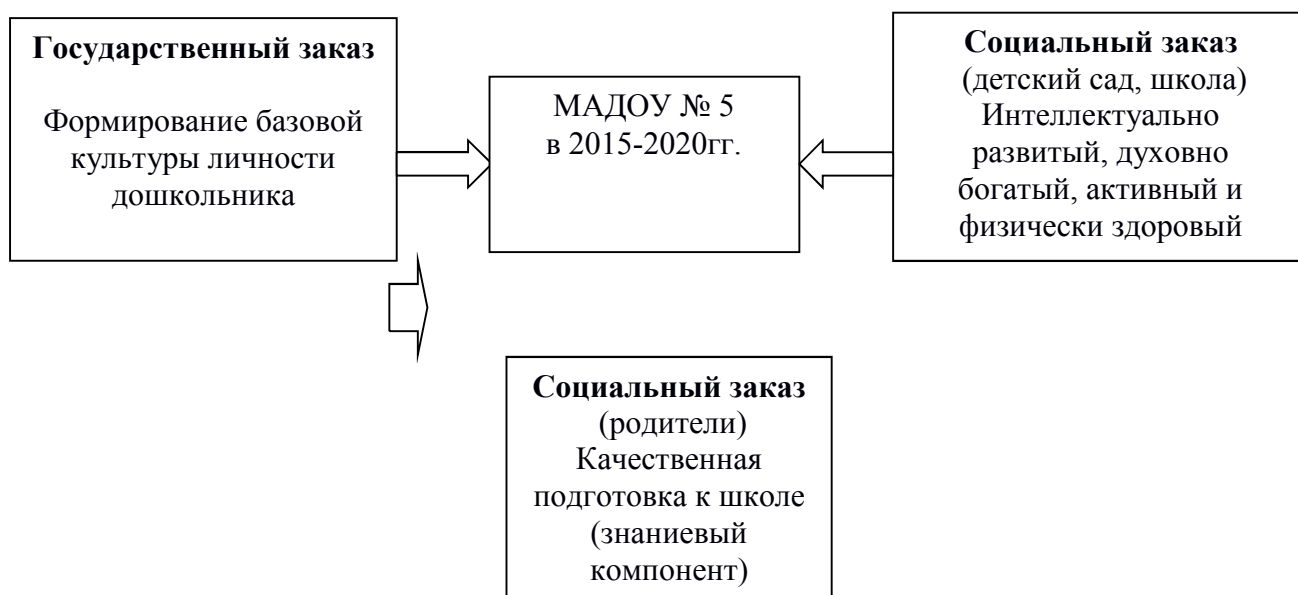 Государственный заказ
Формирование базовой
культуры личности
дошкольника
МАДОУ № 5
в 2015-2020гг.
Социальный заказ
(детский сад, школа)
Интеллектуально
развитый, духовно
богатый, активный и
физически здоровый
Социальный заказ
(родители)
Качественная
подготовка к школе
(знаниевый
компонент)